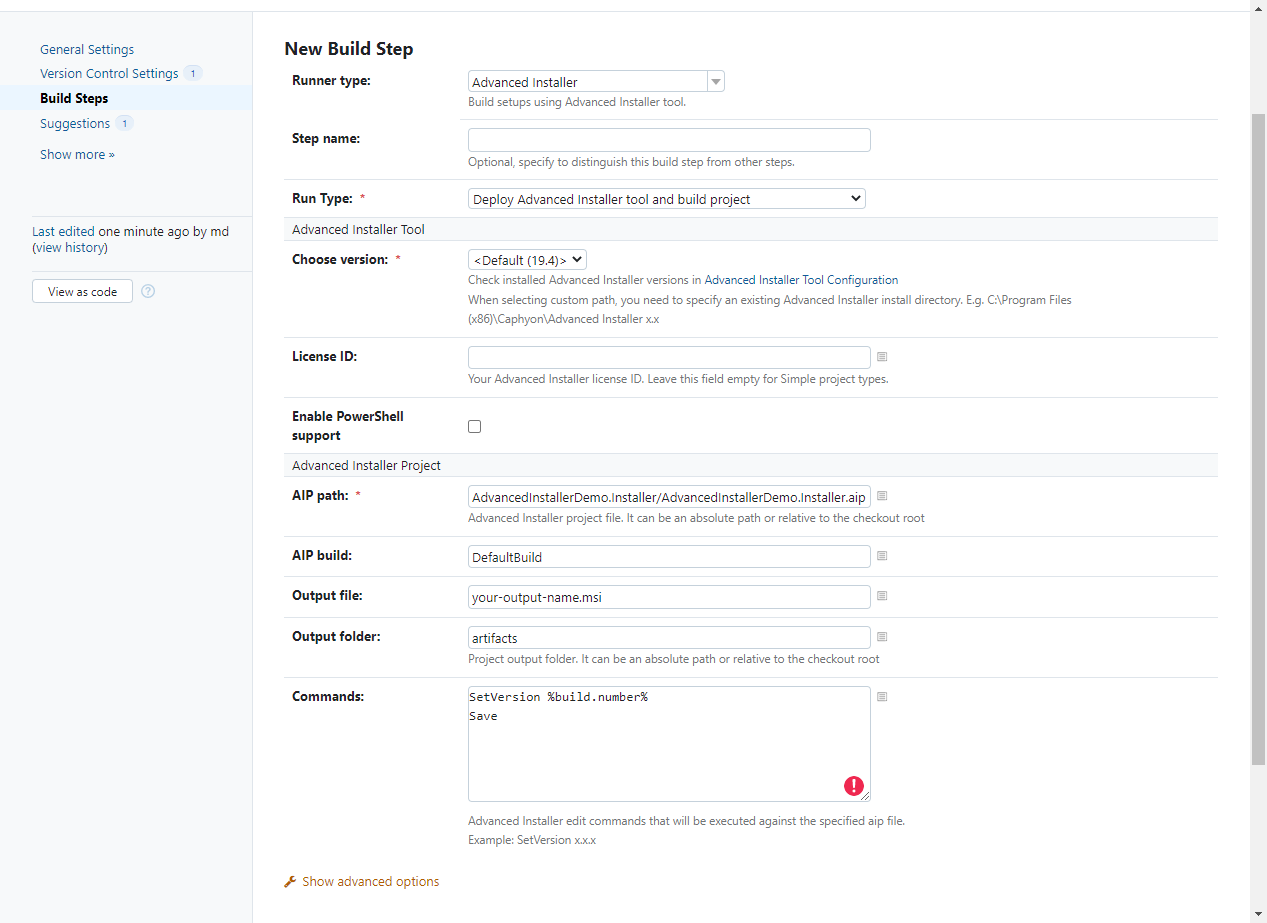 General Settings
Version Control Settings 1
Build Steps
Suggestions 1
Show more »
Last edited one minute ago by md
(view history)
View as code ?
New Build Step
Runner type:
Advanced Installer
Build setups using Advanced Installer tool.
Step name:
Optional, specify to distinguish this build step from other steps.
Run Type: *
Deploy Advanced Installer tool and build project
Advanced Installer Tool
Choose version: *
<Default (19.4)>
Check installed Advanced Installer versions in Advanced Installer Tool Configuration
When selecting custom path, you need to specify an existing Advanced Installer install directory. E.g. C:\Program Files
(x86)\Caphyon\Advanced Installer x.x
License ID:
Your Advanced Installer license ID. Leave this field empty for Simple project types.
Enable PowerShell
support
Advanced Installer Project
AIP path: *
AdvancedInstallerDemo.Installer/AdvancedInstallerDemo.Installer.aip
Advanced Installer project file. It can be an absolute path or relative to the checkout root
AIP build:
DefaultBuild
Output file:
your-output-name.msi
Output folder:
artifacts
Project output folder. It can be an absolute path or relative to the checkout root
Commands:
SetVersion %build.number%
Save
!
Advanced Installer edit commands that will be executed against the specified aip file.
Example: SetVersion x.x.x
Show advanced options